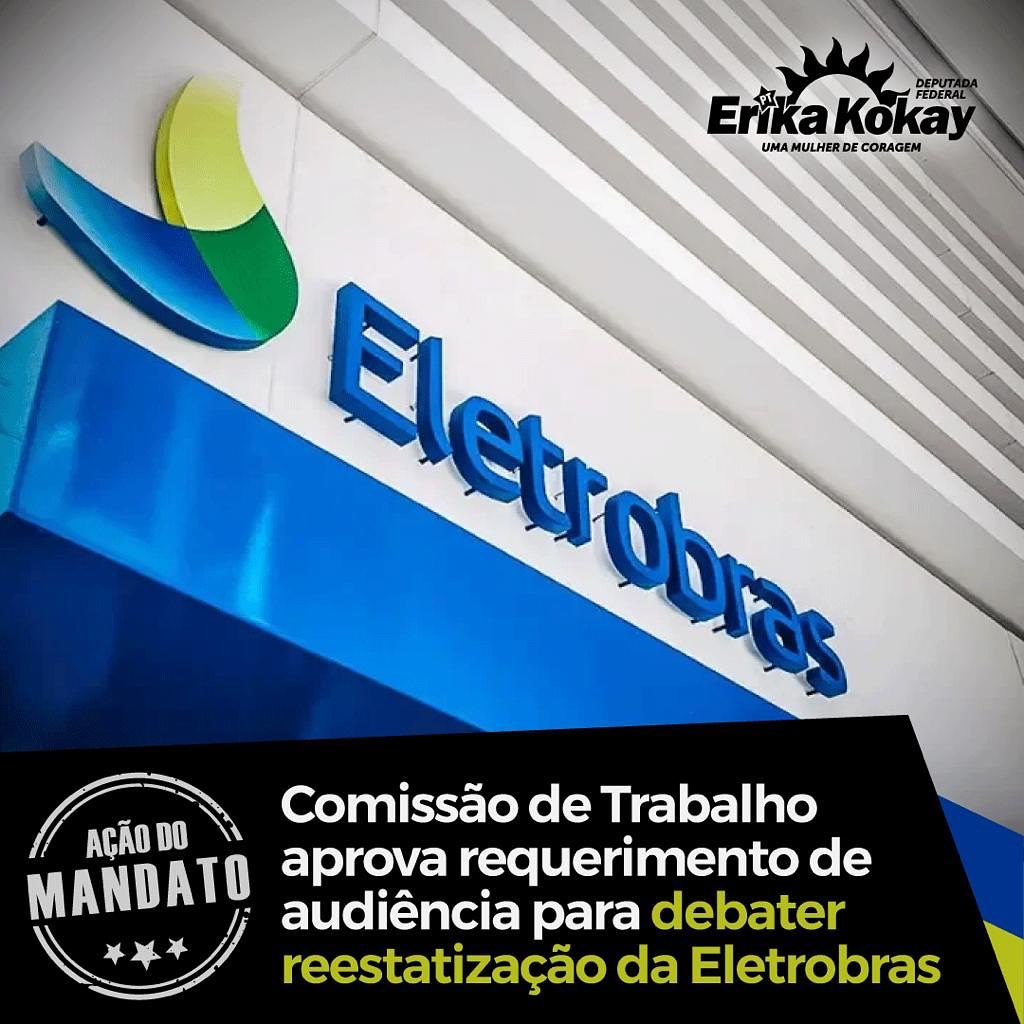 DEPUTADA
FEDERAL
PT
Erika Kokay
UMA MULHER DE CORAGEM
Eletrobras
AÇÃO DO
MANDATO
Comissão de Trabalho
aprova requerimento de
audiência para debater
reestatização da Eletrobras